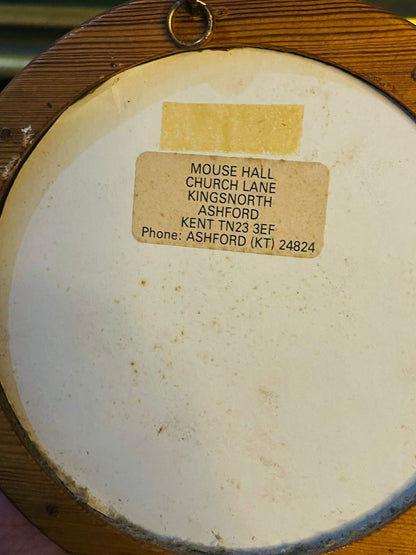 MOUSE HALL
CHURCH LANE
KINGSNORTH
ASHFORD
KENT TN23 3EF
Phone: ASHFORD (KT) 24824